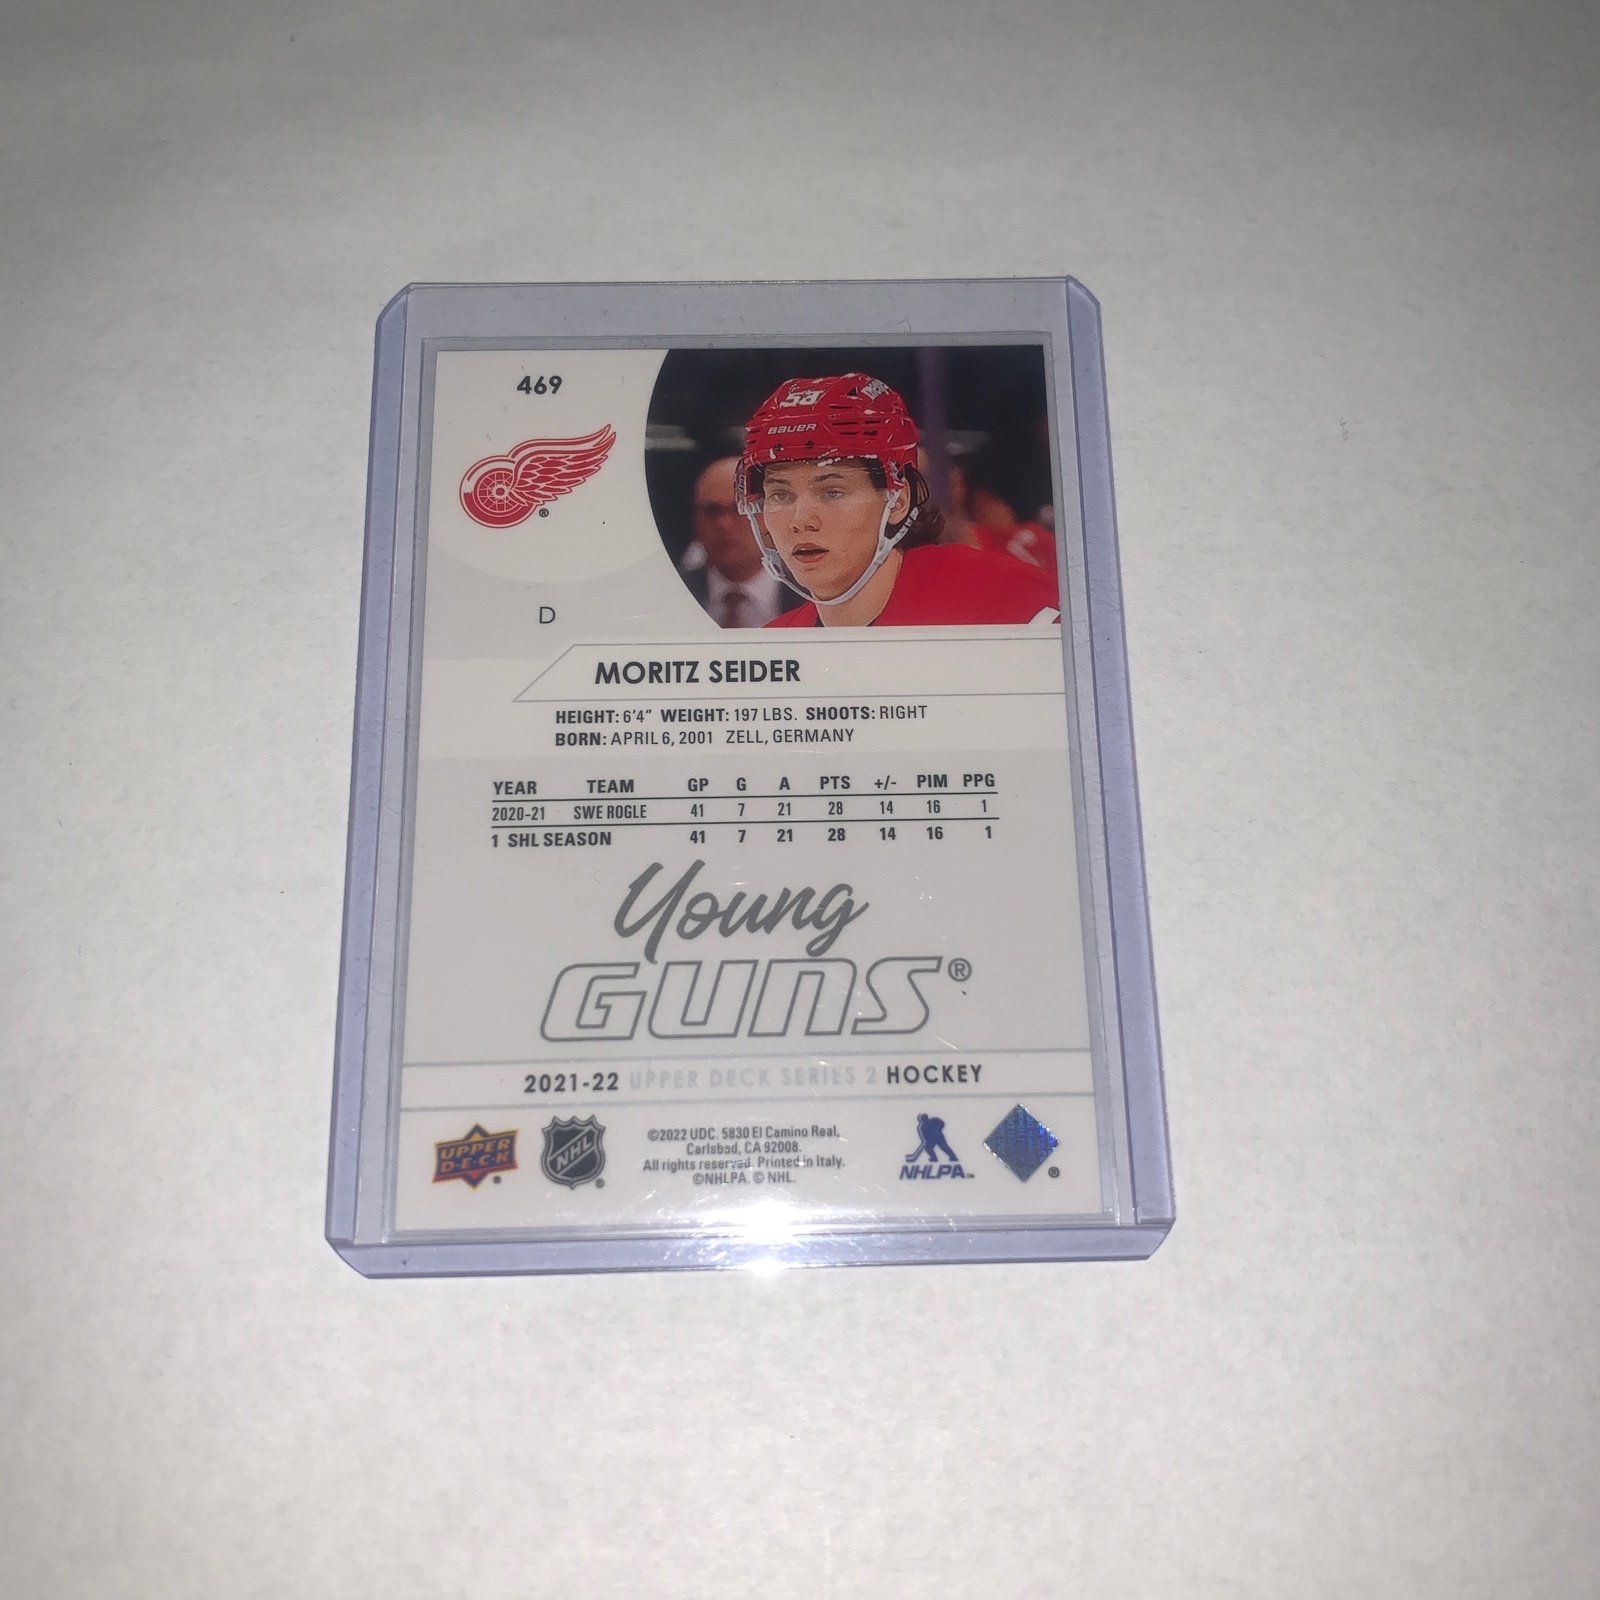 469
53
BAUER
®
D
MORITZ SEIDER
HEIGHT: 6'4" WEIGHT: 197 LBS. SHOOTS: RIGHT
BORN: APRIL 6, 2001 ZELL, GERMANY
YEAR TEAM GP G A PTS +/- PIM PPG
2020-21 SWE ROGLE 41 7 21 28 14 16 1
1 SHL SEASON 41 7 21 28 14 16 1
Young
GUNS®
2021-22 UPPER DECK SERIES 2 HOCKEY
UPPER
D·E·C·K ®
NHL ®
©2022 UDC. 5830 El Camino Real,
Carlsbad, CA 92008.
All rights reserved. Printed in Italy.
©NHLPA. © NHL.
NHLPA™
®